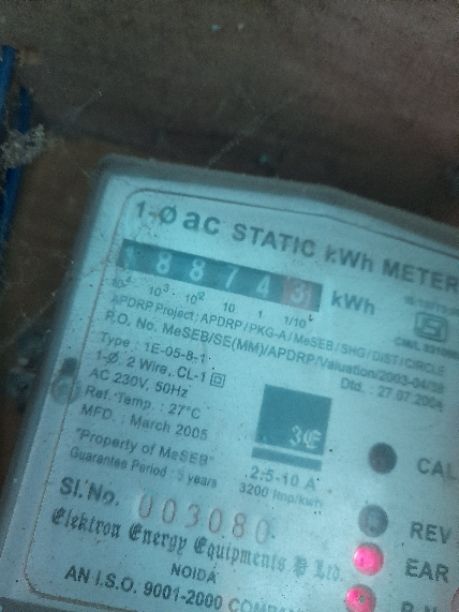 1-Ø ac STATIC kWh METER
1 8 8 7 4 3 kWh
10⁴ 10³ 10² 10 1 1/10
APDRP Project: APDRP/PKG-A/MeSEB/SHG/DIST/CIRCLE
P.O. No. MeSEB/SE(MM)/APDRP/Valuation/2003-04/
Dtd. : 27.07.2004
Type : 1E-05-8-1
1-Ø. 2 Wire. CL-1
AC 230V. 50Hz
Ref. Temp. : 27°C
MFD. : March 2005
"Property of MeSEB"
Guarantee Period : 5 years
3E
2.5-10 A
3200 Imp/kwh
CAL
REV
EAR
Sl.No. 003080
Elektron Energy Equipments P Ltd.
NOIDA
AN I.S.O. 9001-2000